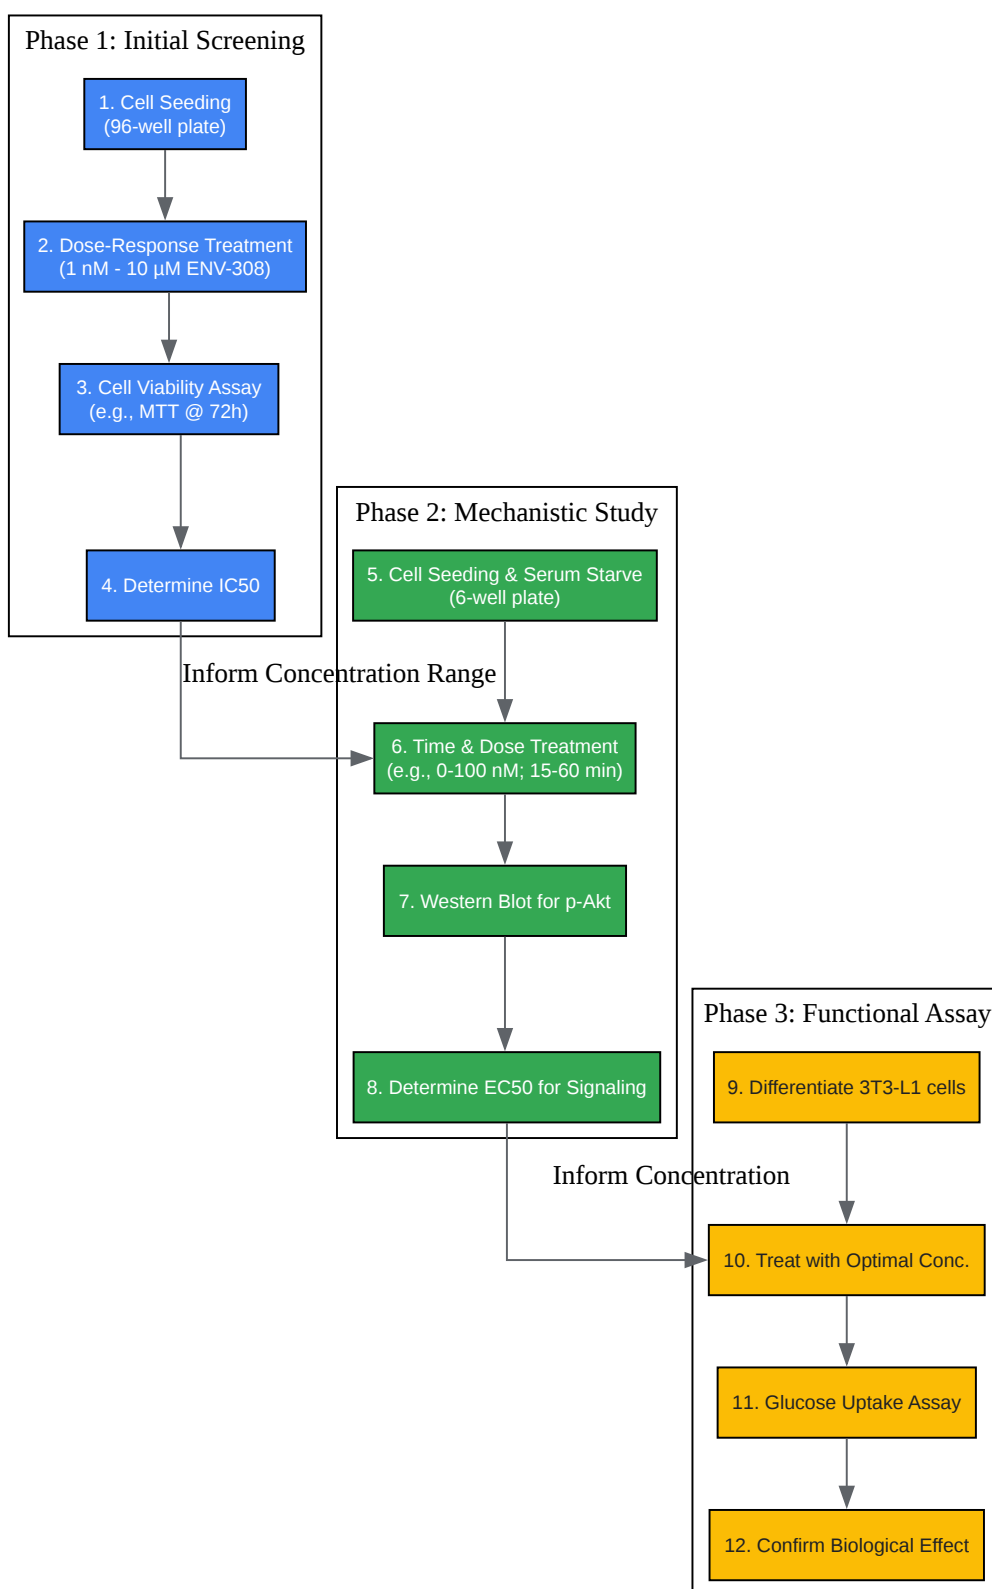 Phase 1: Initial Screening
1. Cell Seeding
(96-well plate)
2. Dose-Response Treatment
(1 nM - 10 µM ENV-308)
3. Cell Viability Assay
(e.g., MTT @ 72h)
4. Determine IC50
Inform Concentration Range
Phase 2: Mechanistic Study
5. Cell Seeding & Serum Starve
(6-well plate)
6. Time & Dose Treatment
(e.g., 0-100 nM; 15-60 min)
7. Western Blot for p-Akt
8. Determine EC50 for Signaling
Inform Concentration
Phase 3: Functional Assay
9. Differentiate 3T3-L1 cells
10. Treat with Optimal Conc.
11. Glucose Uptake Assay
12. Confirm Biological Effect